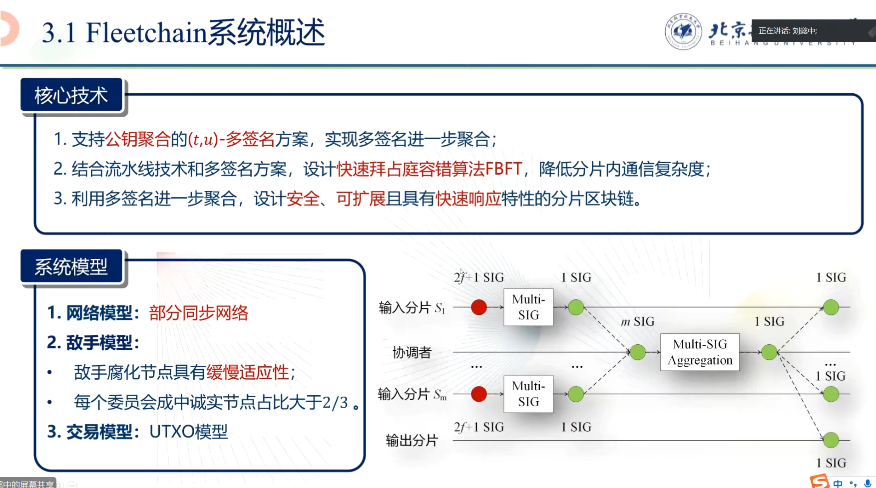 3.1 Fleetchain系统概述
北京
BEIHANG UNIVERSITY
正在讲话:
核心技术
1. 支持公钥聚合的(t,u)-多签名方案，实现多签名进一步聚合；
2. 结合流水线技术和多签名方案，设计快速拜占庭容错算法FBFT，降低分片内通信复杂度；
3. 利用多签名进一步聚合，设计安全、可扩展且具有快速响应特性的分片区块链。
系统模型
1. 网络模型：部分同步网络
2. 敌手模型：
• 敌手腐化节点具有缓慢适应性；
• 每个委员会成中诚实节点占比大于2/3 。
3. 交易模型：UTXO模型
2f+1 SIG
1 SIG
1 SIG
输入分片 S1
Multi-
SIG
m SIG
1 SIG
协调者
Multi-SIG
Aggregation
...
...
...
1 SIG
输入分片 Sm
Multi-
SIG
2f+1 SIG
1 SIG
输出分片
1 SIG
中的屏幕共享
中